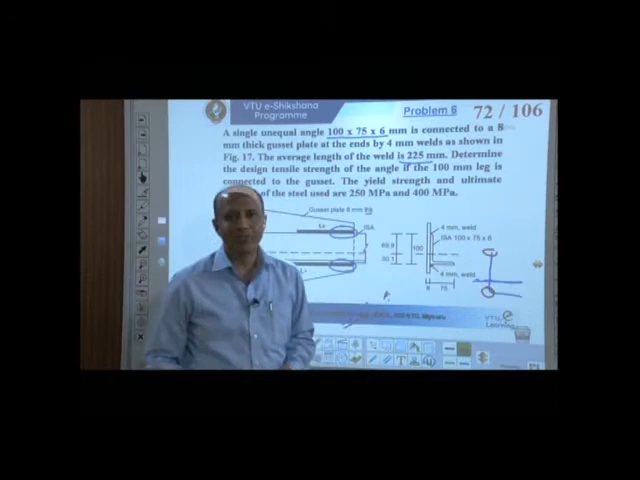 VTU e-Shikshana
Programme
Problem 6
72 / 106
A single unequal angle 100 x 75 x 6 mm is connected to a 8
mm thick gusset plate at the ends by 4 mm welds as shown in
Fig. 17. The average length of the weld is 225 mm. Determine
the design tensile strength of the angle if the 100 mm leg is
connected to the gusset. The yield strength and ultimate
of the steel used are 250 MPa and 400 MPa.
Gusset plate 8 mm
ISA
4 mm, weld
ISA 100 x 75 x 6
69.9
100
30.1
4 mm, weld
8 75
VTU e
Learning